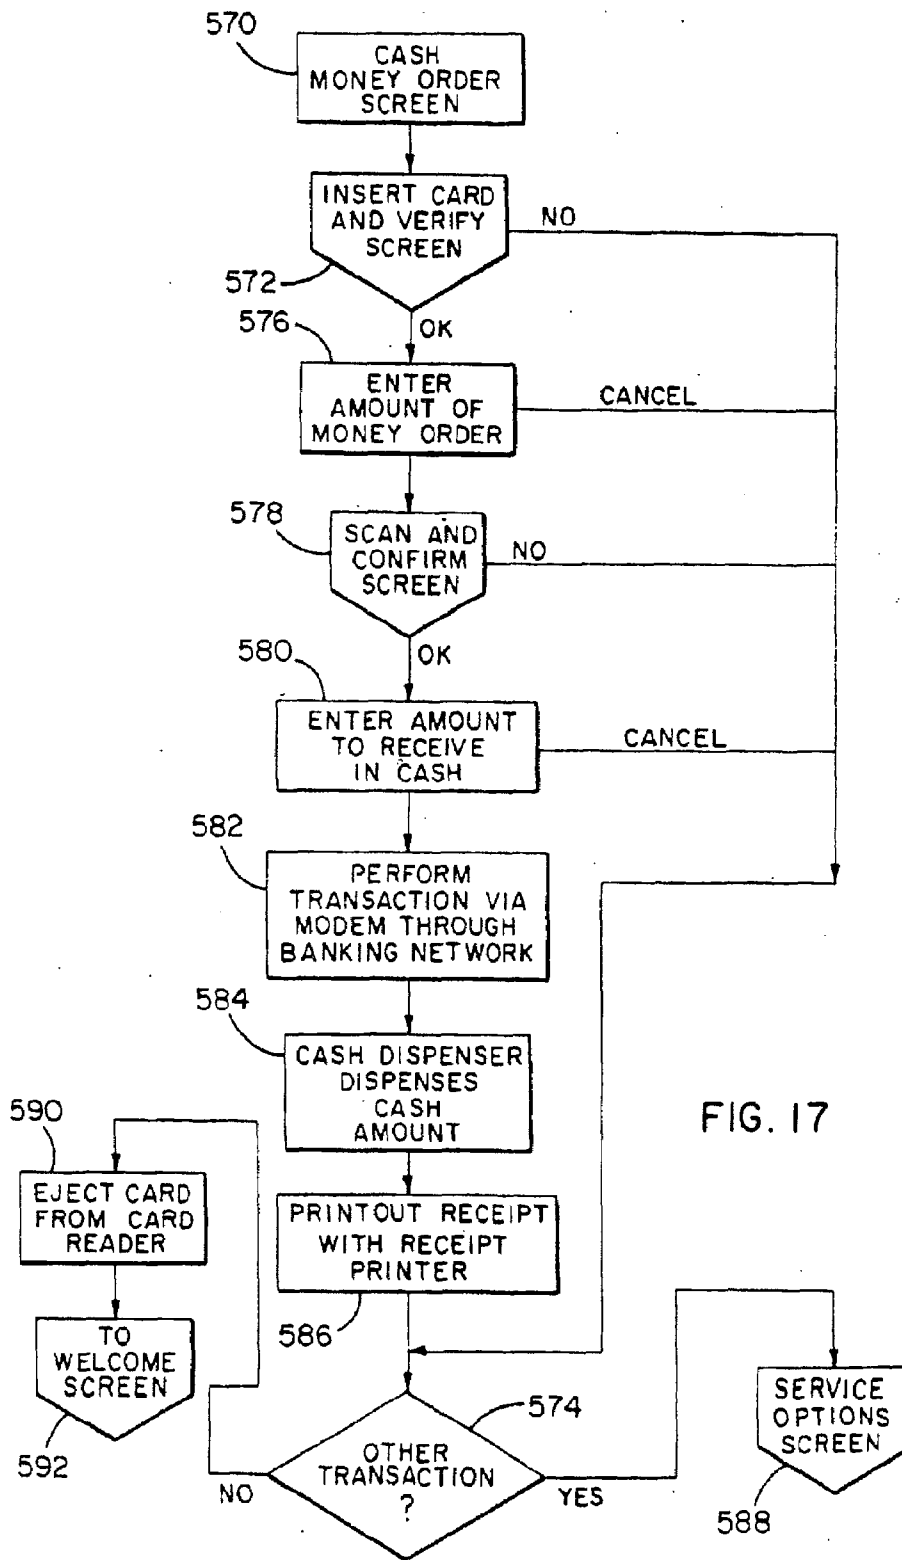 570
CASH
MONEY ORDER
SCREEN
INSERT CARD
AND VERIFY
SCREEN
NO
572
OK
576
ENTER
AMOUNT OF
MONEY ORDER
CANCEL
578
SCAN AND
CONFIRM
SCREEN
NO
OK
580
ENTER AMOUNT
TO RECEIVE
IN CASH
CANCEL
582
PERFORM
TRANSACTION VIA
MODEM THROUGH
BANKING NETWORK
584
CASH DISPENSER
DISPENSES
CASH
AMOUNT
FIG. 17
590
EJECT CARD
FROM CARD
READER
PRINTOUT RECEIPT
WITH RECEIPT
PRINTER
586
TO
WELCOME
SCREEN
592
574
OTHER
TRANSACTION
?
NO
YES
SERVICE
OPTIONS
SCREEN
588